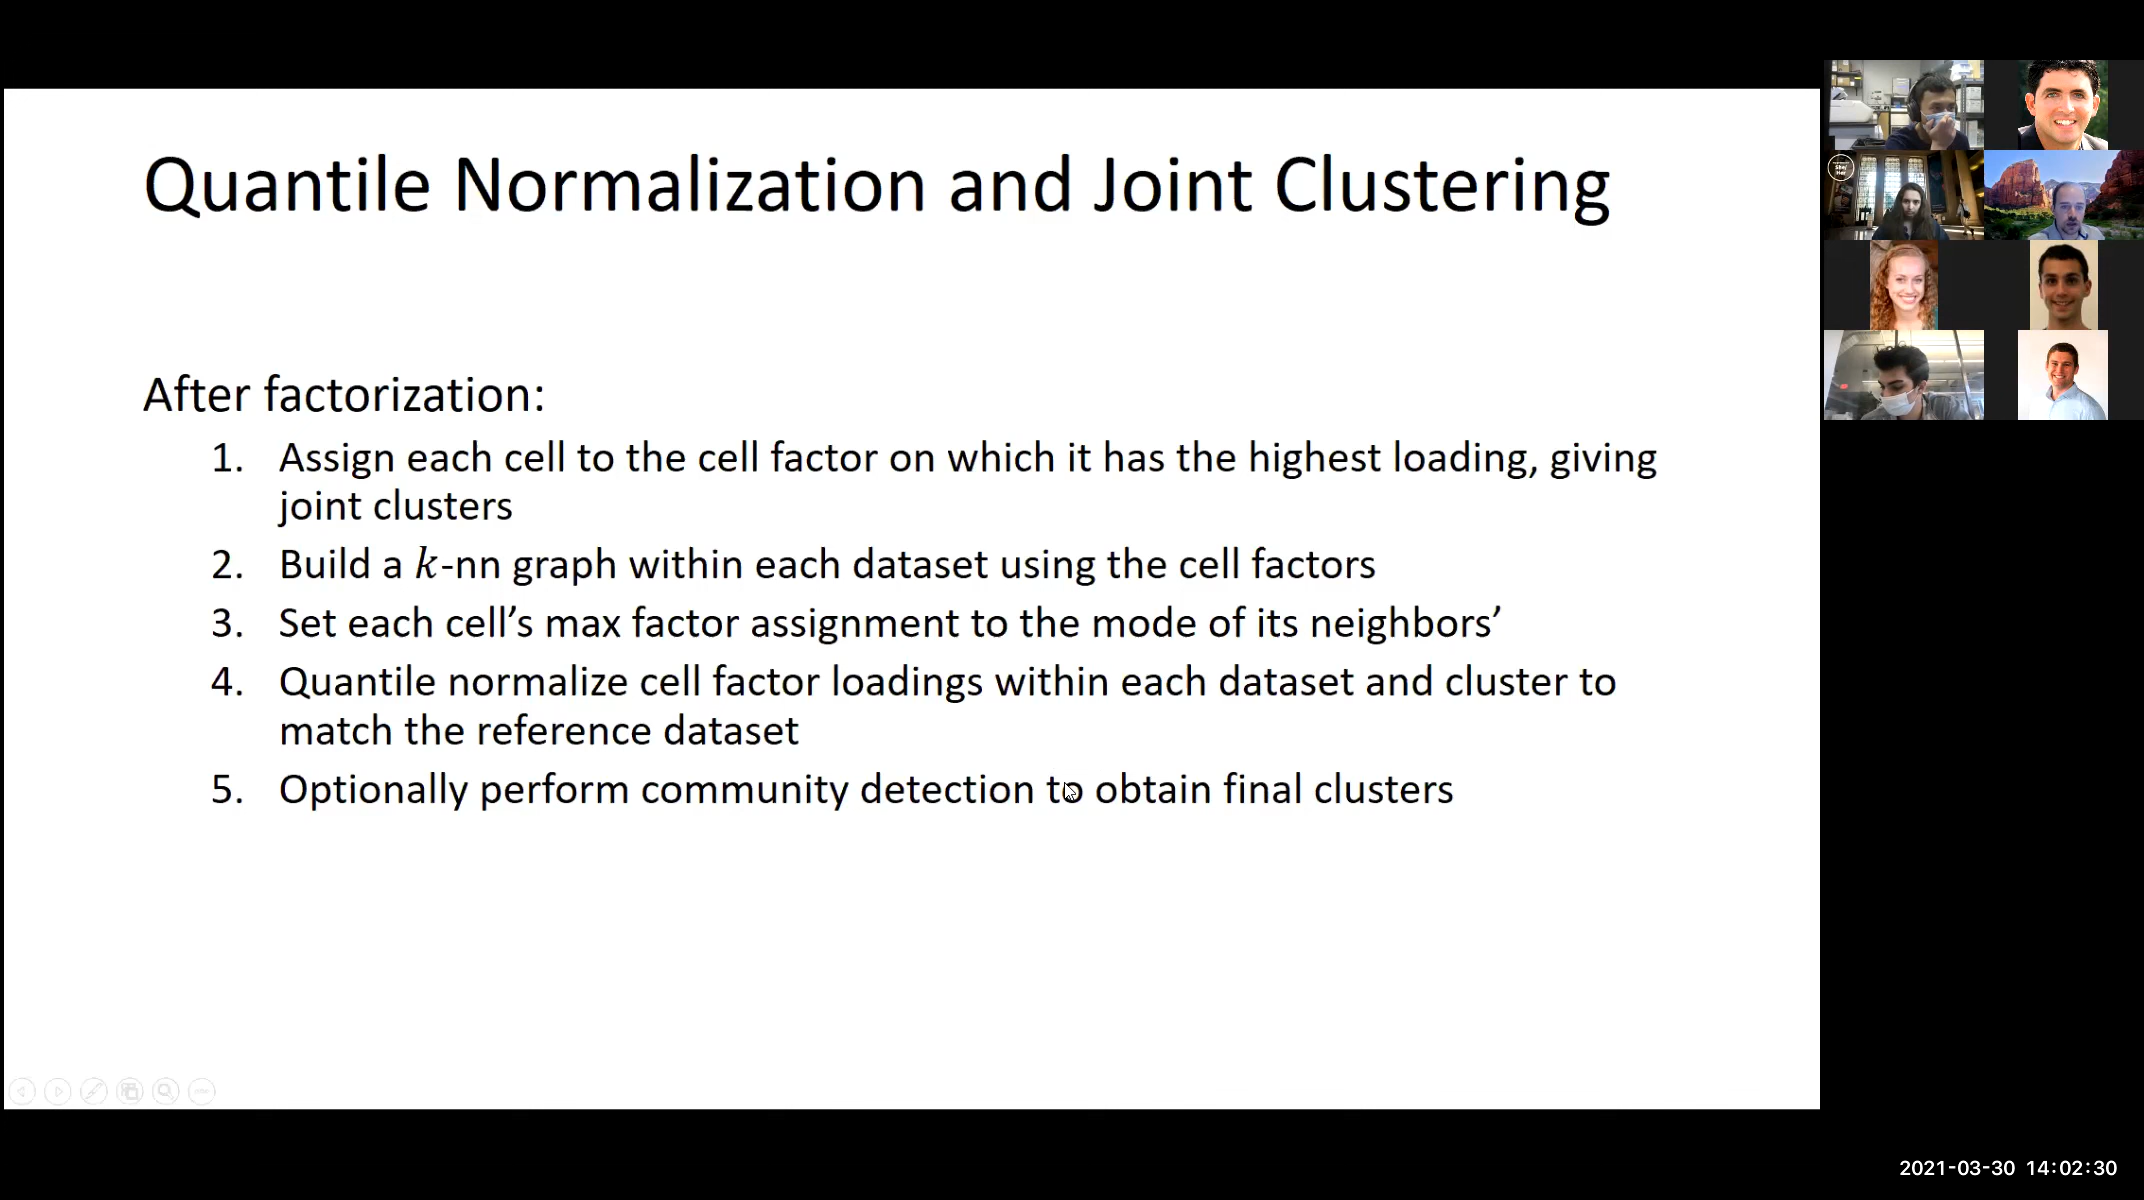 Quantile Normalization and Joint Clustering
After factorization:
1. Assign each cell to the cell factor on which it has the highest loading, giving
joint clusters
2. Build a k-nn graph within each dataset using the cell factors
3. Set each cell’s max factor assignment to the mode of its neighbors’
4. Quantile normalize cell factor loadings within each dataset and cluster to
match the reference dataset
5. Optionally perform community detection to obtain final clusters
She/
Her
2021-03-30 14:02:30